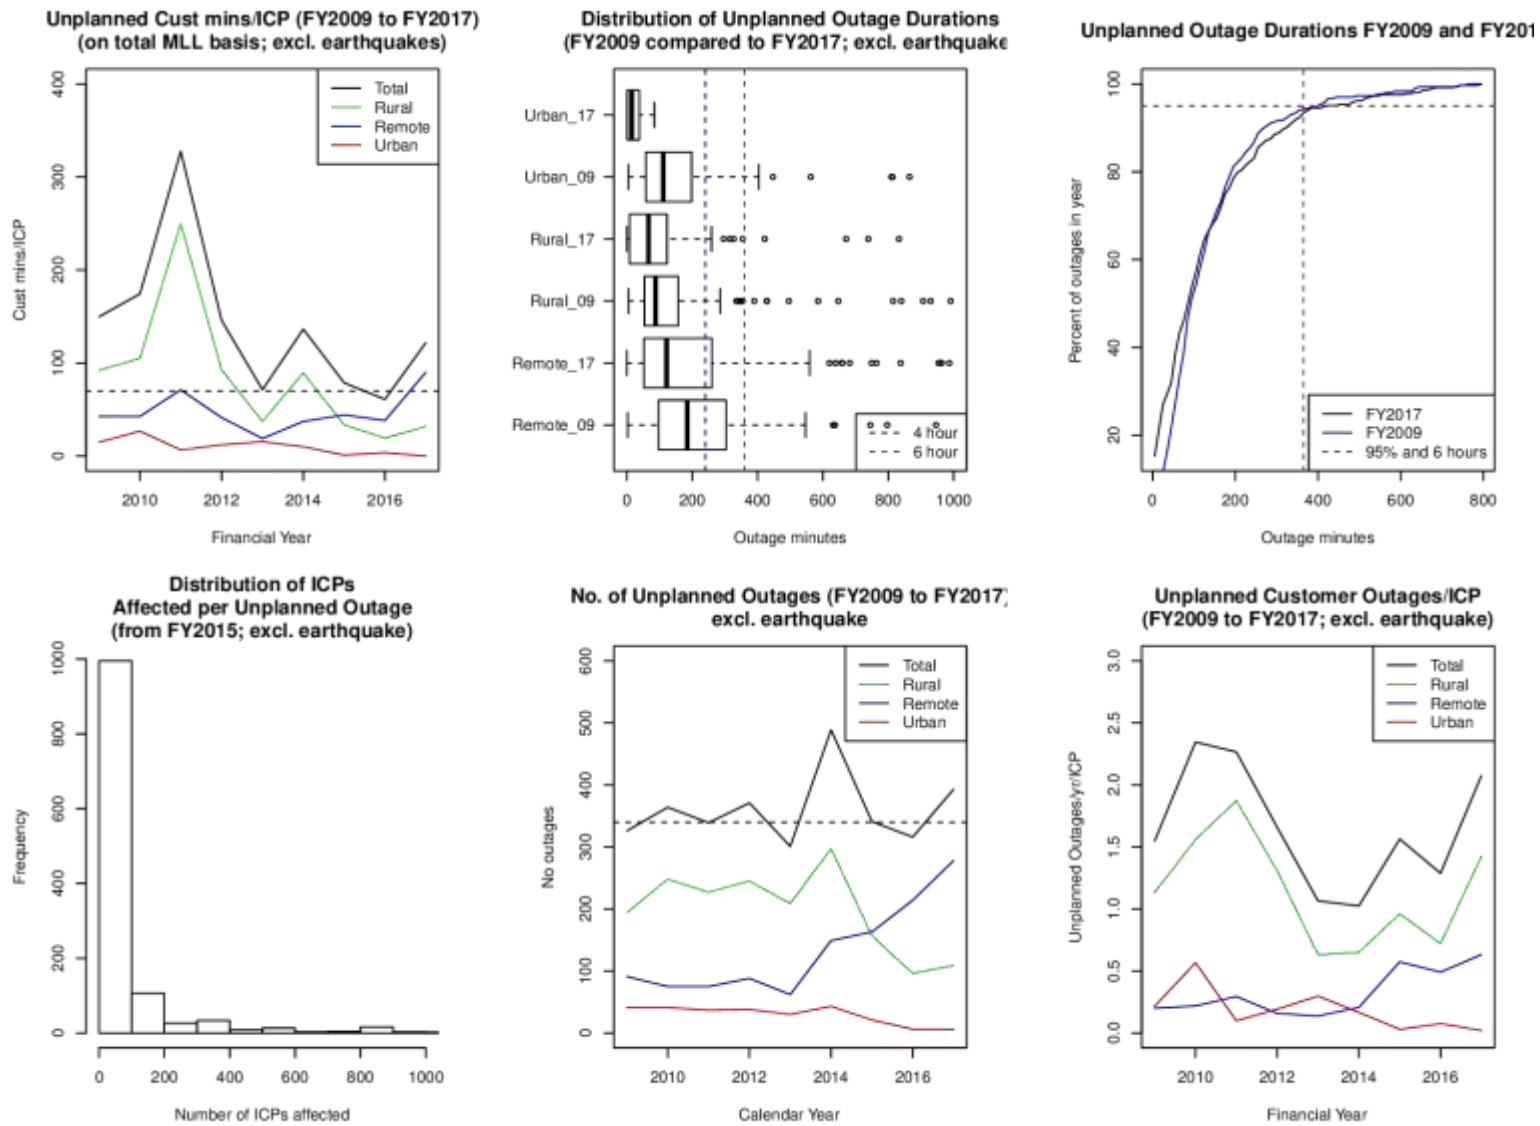 Unplanned Cust mins/ICP (FY2009 to FY2017)
(on total MLL basis; excl. earthquakes)
400
300
200
100
0
Cust mins/ICP
Total
Rural
Remote
Urban
2010 2012 2014 2016
Financial Year
Distribution of Unplanned Outage Durations
(FY2009 compared to FY2017; excl. earthquake
Urban_17
Urban_09
Rural_17
Rural_09
Remote_17
Remote_09
4 hour
6 hour
0 200 400 600 800 1000
Outage minutes
Unplanned Outage Durations FY2009 and FY201
100
80
60
40
20
Percent of outages in year
FY2017
FY2009
95% and 6 hours
0 200 400 600 800
Outage minutes
Distribution of ICPs
Affected per Unplanned Outage
(from FY2015; excl. earthquake)
1000
800
600
400
200
0
Frequency
0 200 400 600 800 1000
Number of ICPs affected
No. of Unplanned Outages (FY2009 to FY2017)
excl. earthquake
600
500
400
300
200
100
0
No outages
Total
Rural
Remote
Urban
2010 2012 2014 2016
Calendar Year
Unplanned Customer Outages/ICP
(FY2009 to FY2017; excl. earthquake)
3.0
2.5
2.0
1.5
1.0
0.5
0.0
Unplanned Outages/yr/ICP
Total
Rural
Remote
Urban
2010 2012 2014 2016
Financial Year